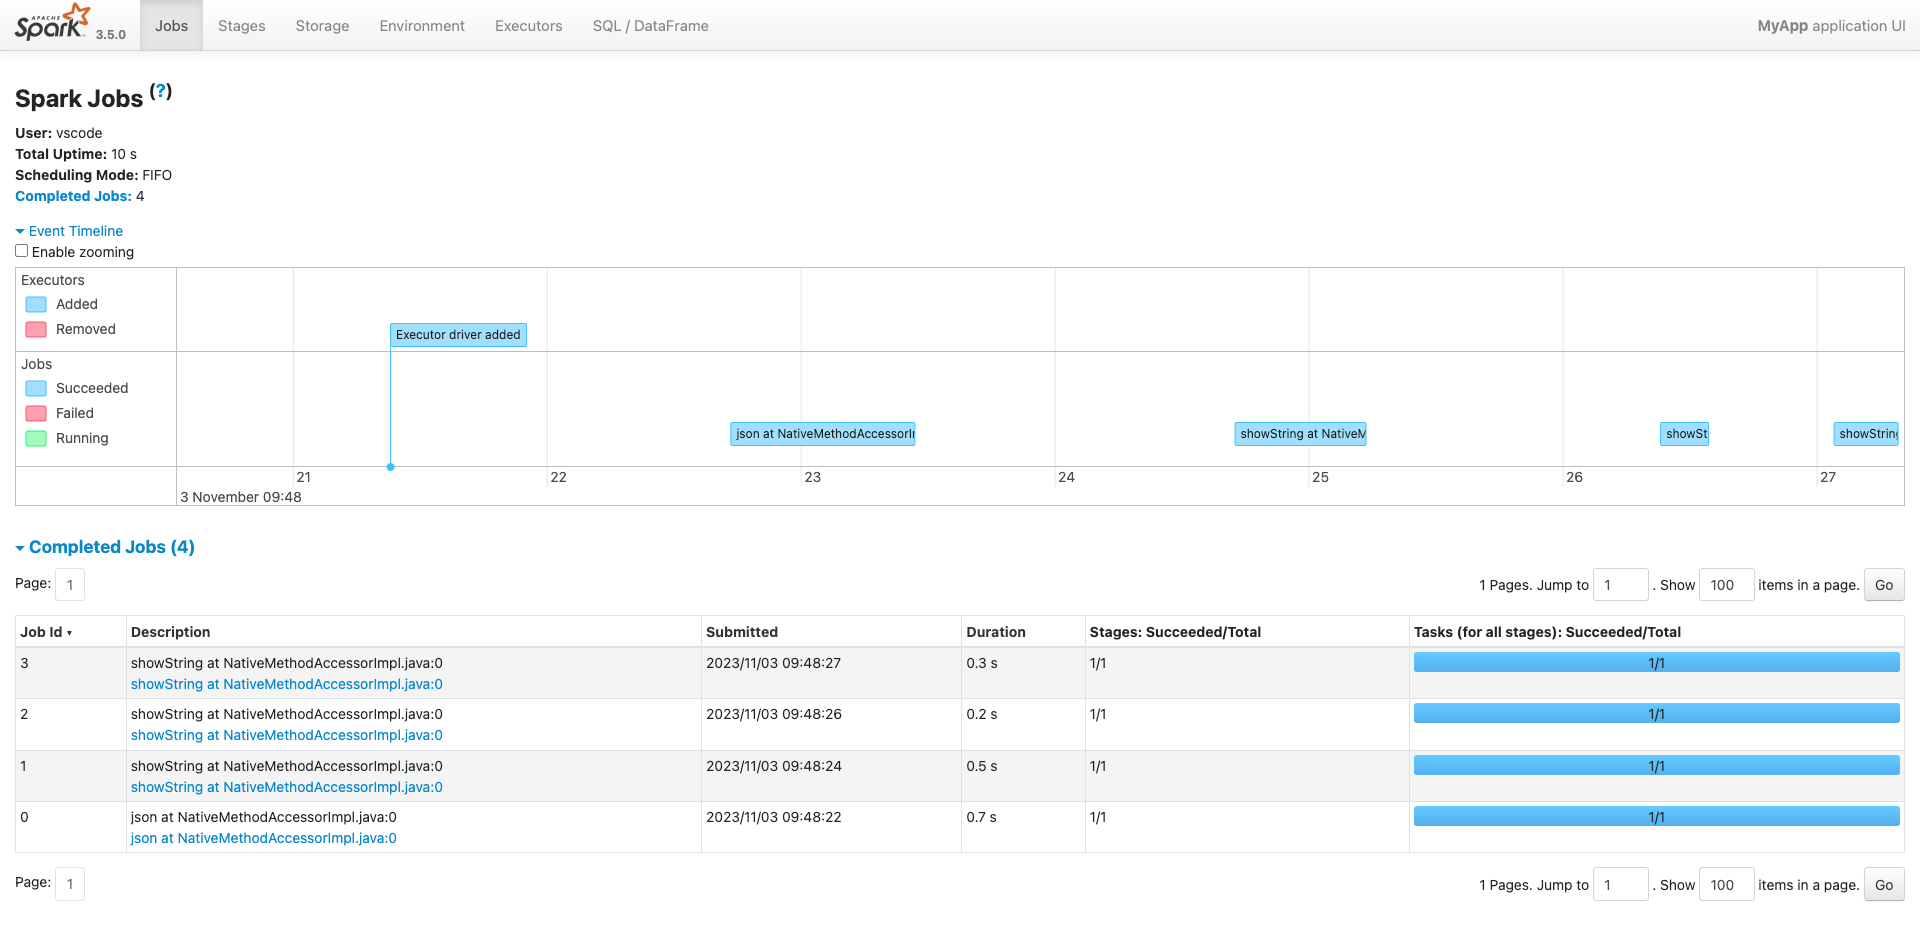 APACHE
Spark 3.5.0 Jobs Stages Storage Environment Executors SQL / DataFrame MyApp application UI
Spark Jobs (?)
User: vscode
Total Uptime: 10 s
Scheduling Mode: FIFO
Completed Jobs: 4
Event Timeline
Enable zooming
Executors
Added
Removed
Executor driver added
Jobs
Succeeded
Failed
Running
json at NativeMethodAccessorI showString at NativeM showSt showString
21 22 23 24 25 26 27
3 November 09:48
Completed Jobs (4)
Page: 1 1 Pages. Jump to 1 . Show 100 items in a page. Go
Job Id ▾ Description Submitted Duration Stages: Succeeded/Total Tasks (for all stages): Succeeded/Total
3 showString at NativeMethodAccessorImpl.java:0 2023/11/03 09:48:27 0.3 s 1/1 1/1
showString at NativeMethodAccessorImpl.java:0
2 showString at NativeMethodAccessorImpl.java:0 2023/11/03 09:48:26 0.2 s 1/1 1/1
showString at NativeMethodAccessorImpl.java:0
1 showString at NativeMethodAccessorImpl.java:0 2023/11/03 09:48:24 0.5 s 1/1 1/1
showString at NativeMethodAccessorImpl.java:0
0 json at NativeMethodAccessorImpl.java:0 2023/11/03 09:48:22 0.7 s 1/1 1/1
json at NativeMethodAccessorImpl.java:0
Page: 1 1 Pages. Jump to 1 . Show 100 items in a page. Go